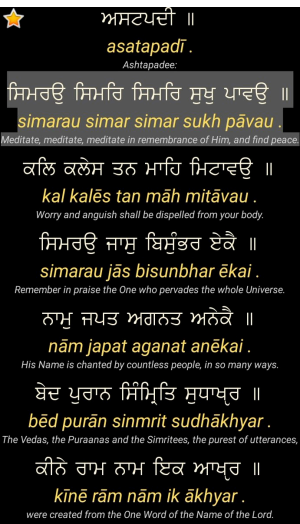 ਅਸਟਪਦੀ ॥
asatapadī .
Ashtapadee:
ਸਿਮਰਉ ਸਿਮਰਿ ਸਿਮਰਿ ਸੁਖੁ ਪਾਵਉ ॥
simarau simar simar sukh pāvau .
Meditate, meditate, meditate in remembrance of Him, and find peace.
ਕਲਿ ਕਲੇਸ ਤਨ ਮਾਹਿ ਮਿਟਾਵਉ ॥
kal kalēs tan māh mitāvau .
Worry and anguish shall be dispelled from your body.
ਸਿਮਰਉ ਜਾਸੁ ਬਿਸੁੰਭਰ ਏਕੈ ॥
simarau jās bisunbhar ēkai .
Remember in praise the One who pervades the whole Universe.
ਨਾਮੁ ਜਪਤ ਅਗਨਤ ਅਨੇਕੈ ॥
nām japat aganat anēkai .
His Name is chanted by countless people, in so many ways.
ਬੇਦ ਪੁਰਾਨ ਸਿੰਮ੍ਰਿਤਿ ਸੁਧਾਖੵਰ ॥
bēd purān sinmrit sudhākhyar .
The Vedas, the Puraanas and the Simritees, the purest of utterances,
ਕੀਨੇ ਰਾਮ ਨਾਮ ਇਕ ਆਖੵਰ ॥
kīnē rām nām ik ākhyar .
were created from the One Word of the Name of the Lord.